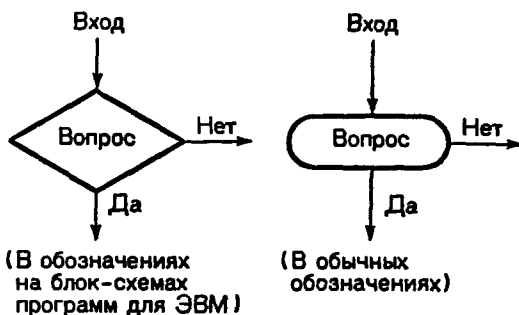 Вход
Вопрос
Нет
Да
(В обозначениях
на блок-схемах
программ для ЭВМ)
Вход
Вопрос
Нет
Да
(В обычных
обозначениях)